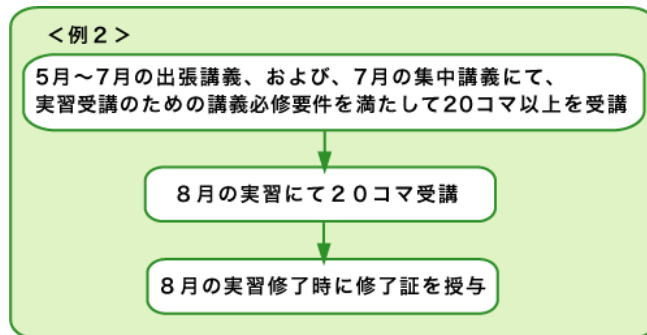 ＜例２＞
5月～7月の出張講義、および、7月の集中講義にて、
実習受講のための講義必修要件を満たして20コマ以上を受講
８月の実習にて２０コマ受講
８月の実習修了時に修了証を授与